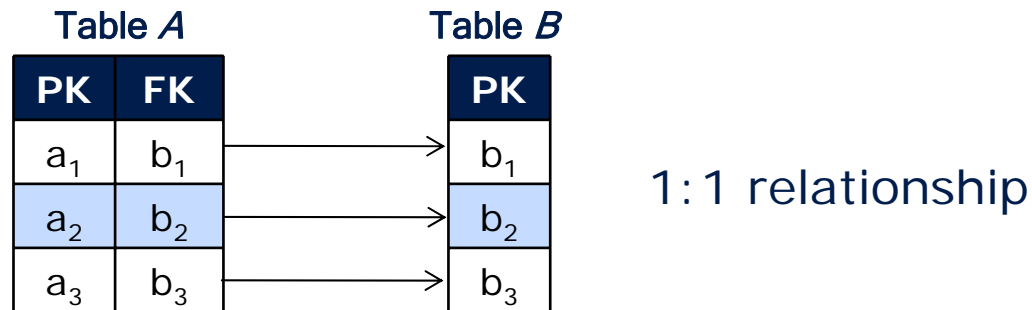 Table A Table B
PK FK PK
a₁ b₁ b₁
1:1 relationship
a₂ b₂ b₂
a₃ b₃ b₃